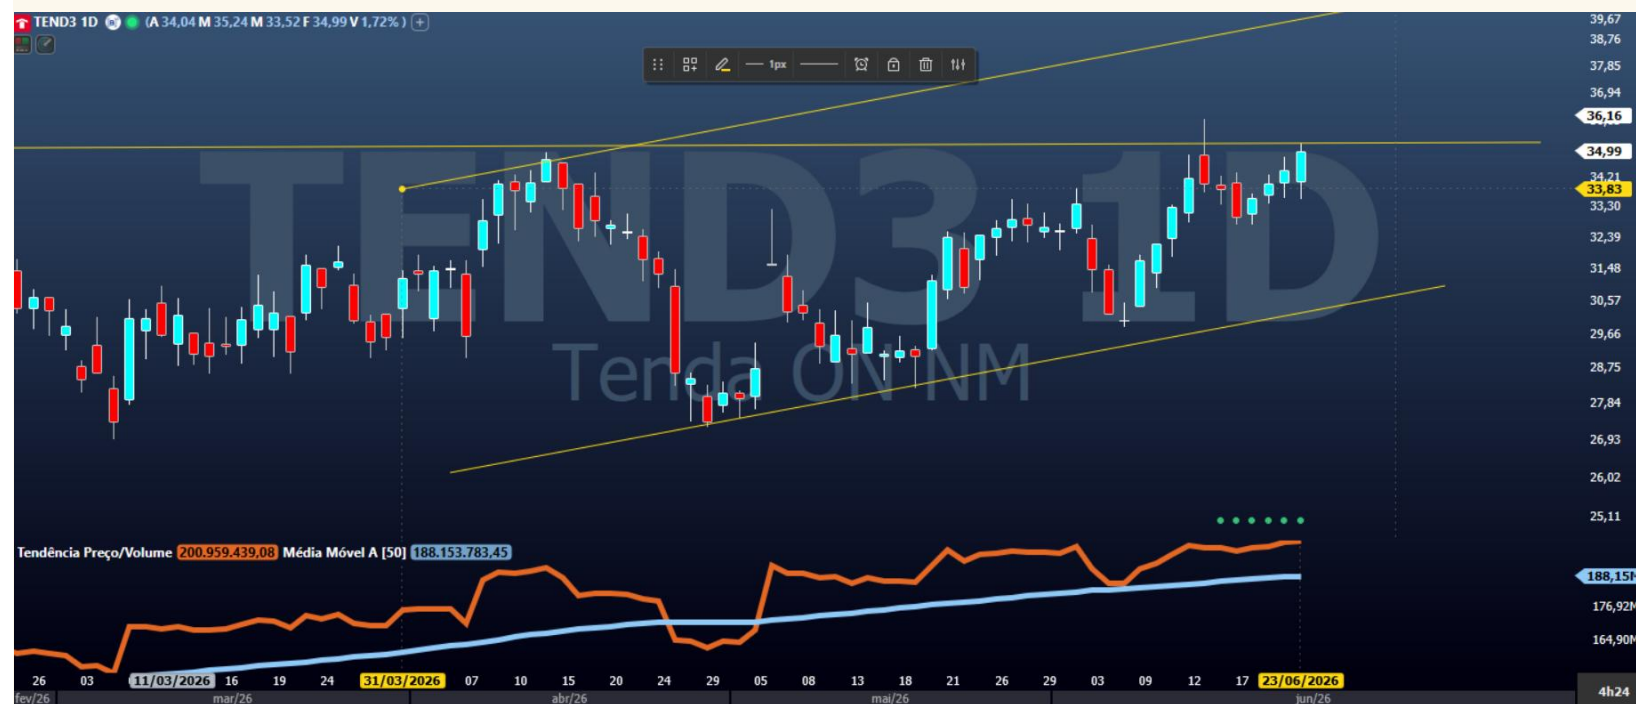 TEND3 1D (A 34,04 M 35,24 M 33,52 F 34,99 V 1,72% )
1px
39,67
38,76
37,85
36,94
36,16
34,99
34,21
33,83
33,30
32,39
31,48
30,57
29,66
28,75
27,84
26,93
26,02
25,11
TEND3 1D
Tenda ON NM
Tendência Preço/Volume 200.959.439,08 Média Móvel A [50] 188.153.783,45
188,15M
176,92M
164,90M
26 03 11/03/2026 16 19 24 31/03/2026 07 10 15 20 24 29 05 08 13 18 21 26 29 03 09 12 17 23/06/2026
fev/26 mar/26 abr/26 mai/26 jun/26
4h24